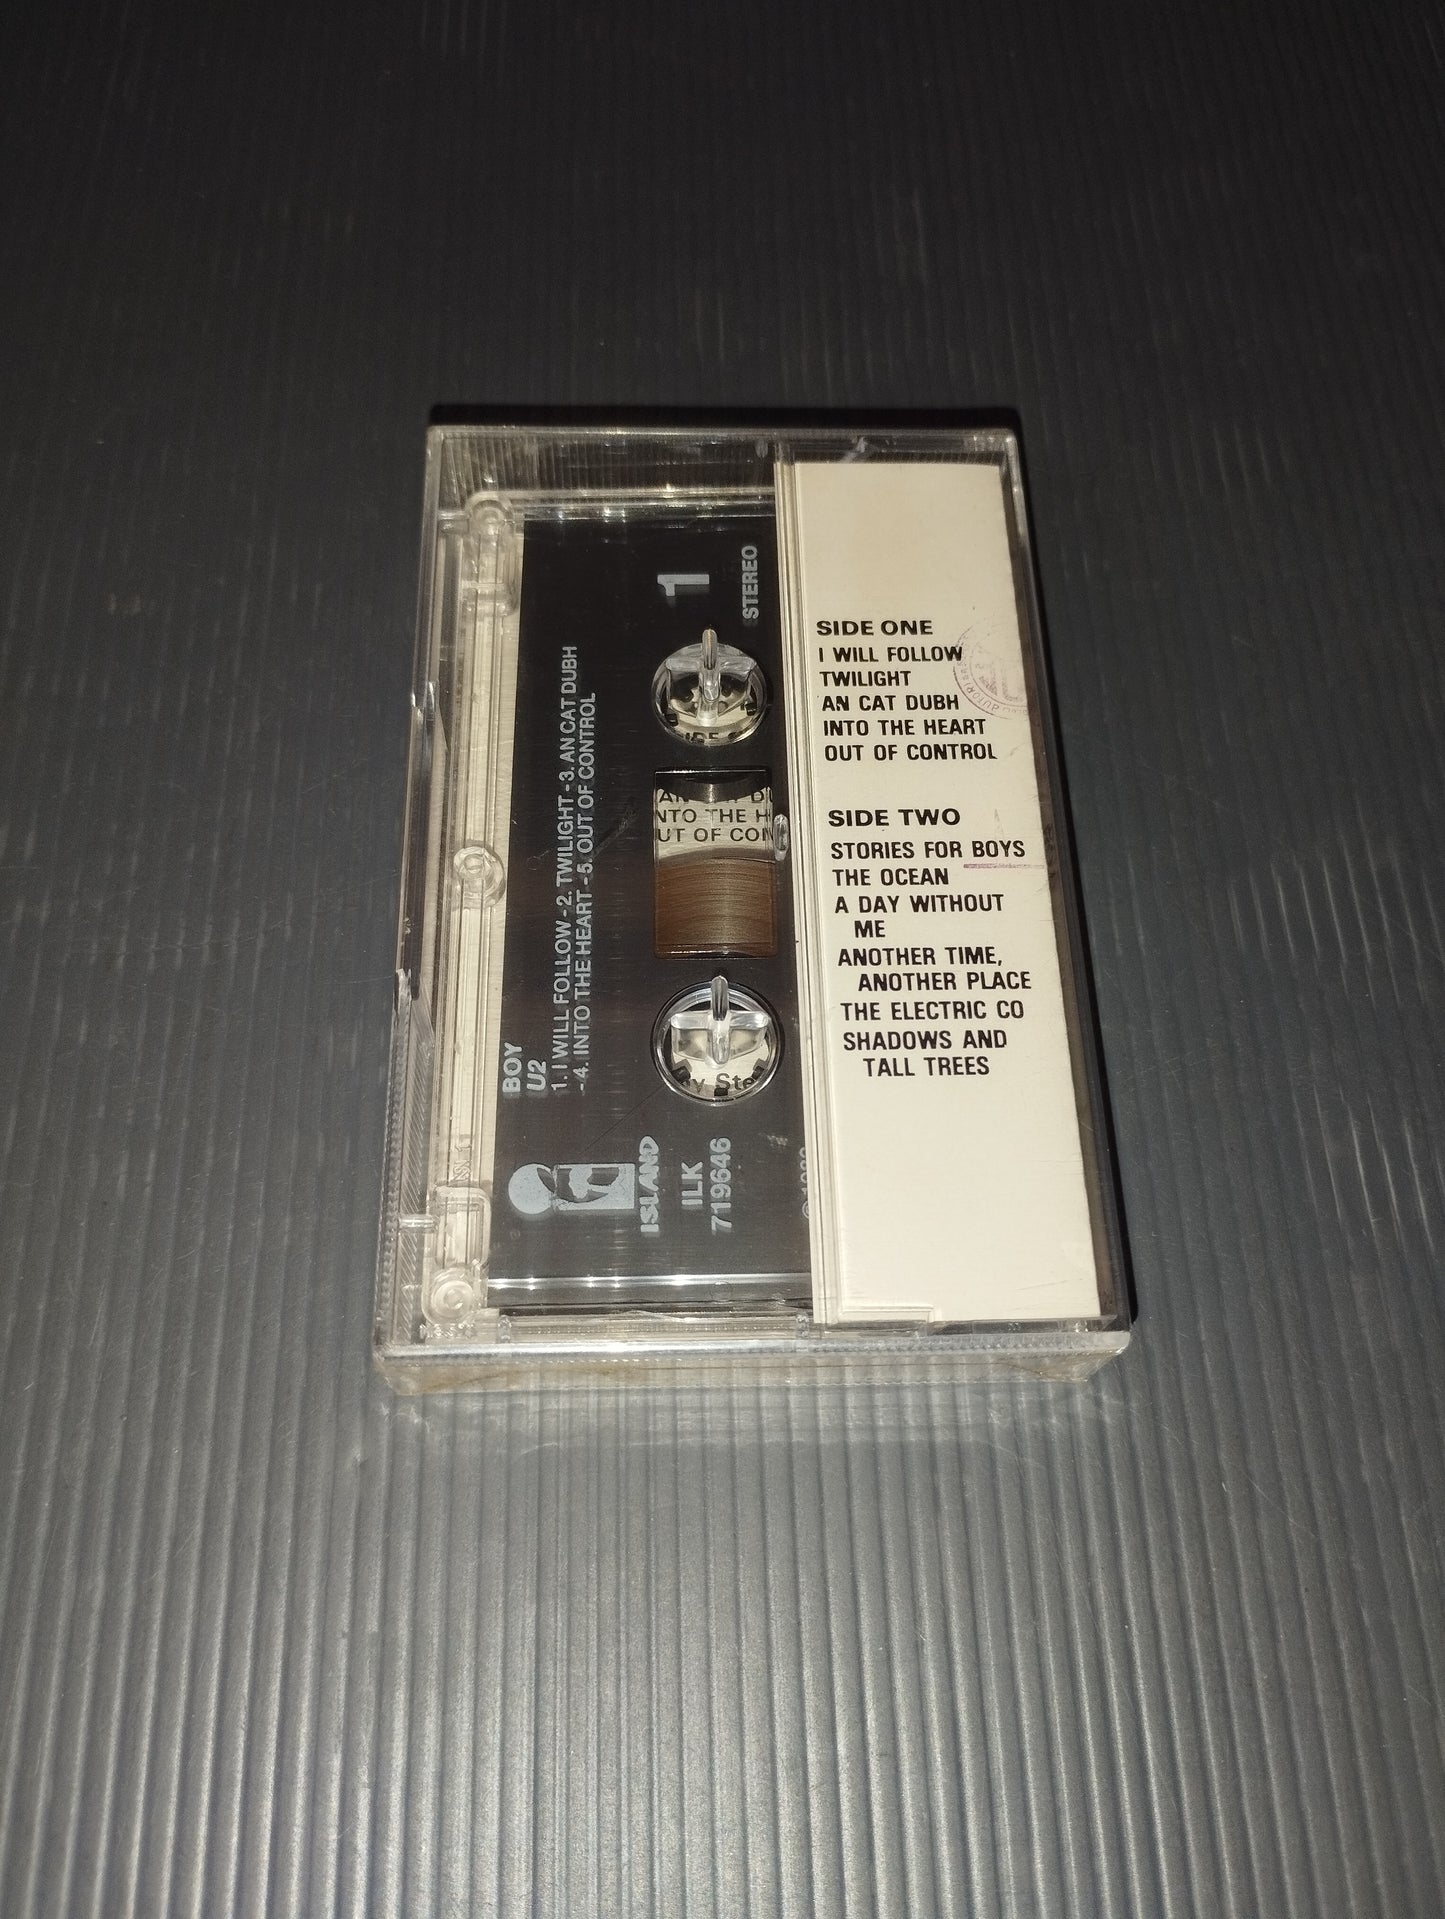 BOY
U2
1. I WILL FOLLOW - 2. TWILIGHT - 3. AN CAT DUBH
- 4. INTO THE HEART - 5. OUT OF CONTROL
1
STEREO
ISLAND
ILK
719646
NTO THE H
UT OF CON
SIDE ONE
I WILL FOLLOW
TWILIGHT
AN CAT DUBH
INTO THE HEART
OUT OF CONTROL
SIDE TWO
STORIES FOR BOYS
THE OCEAN
A DAY WITHOUT
ME
ANOTHER TIME,
ANOTHER PLACE
THE ELECTRIC CO
SHADOWS AND
TALL TREES